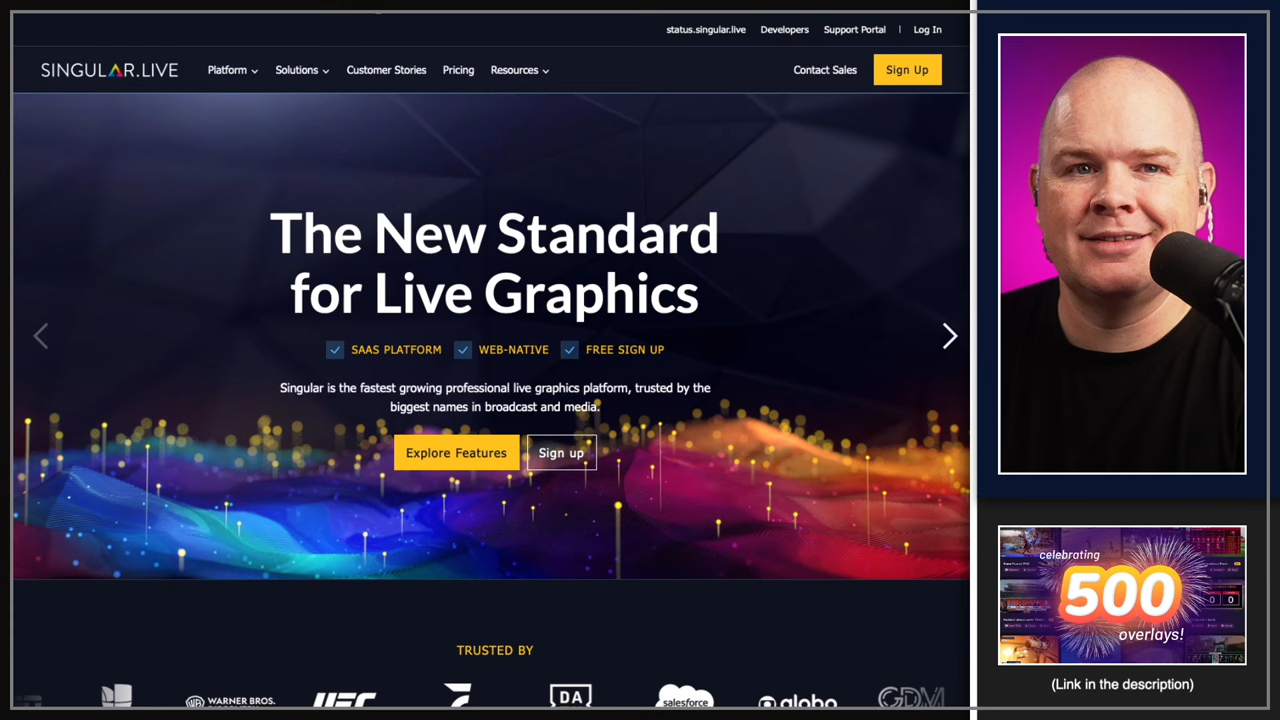 status.singular.live Developers Support Portal | Log In
SINGULAR.LIVE Platform Solutions Customer Stories Pricing Resources Contact Sales Sign Up
The New Standard
for Live Graphics
SAAS PLATFORM WEB-NATIVE FREE SIGN UP
Singular is the fastest growing professional live graphics platform, trusted by the
biggest names in broadcast and media.
Explore Features Sign up
TRUSTED BY
WARNER BROS. UFC DA salesforce globo GDM
celebrating
500
overlays!
(Link in the description)